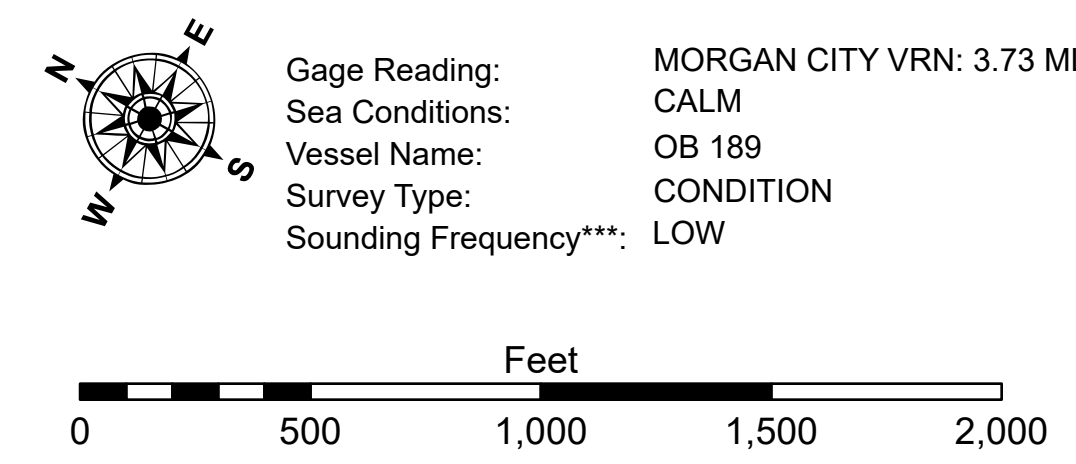 N E S W
Gage Reading: MORGAN CITY VRN: 3.73 Ml
Sea Conditions: CALM
Vessel Name: OB 189
Survey Type: CONDITION
Sounding Frequency***: LOW
Feet
0 500 1,000 1,500 2,000